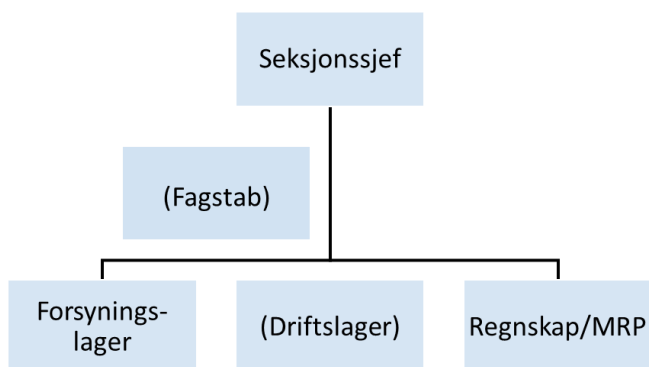 Seksjonssjef
(Fagstab)
Forsynings-
lager
(Driftslager)
Regnskap/MRP